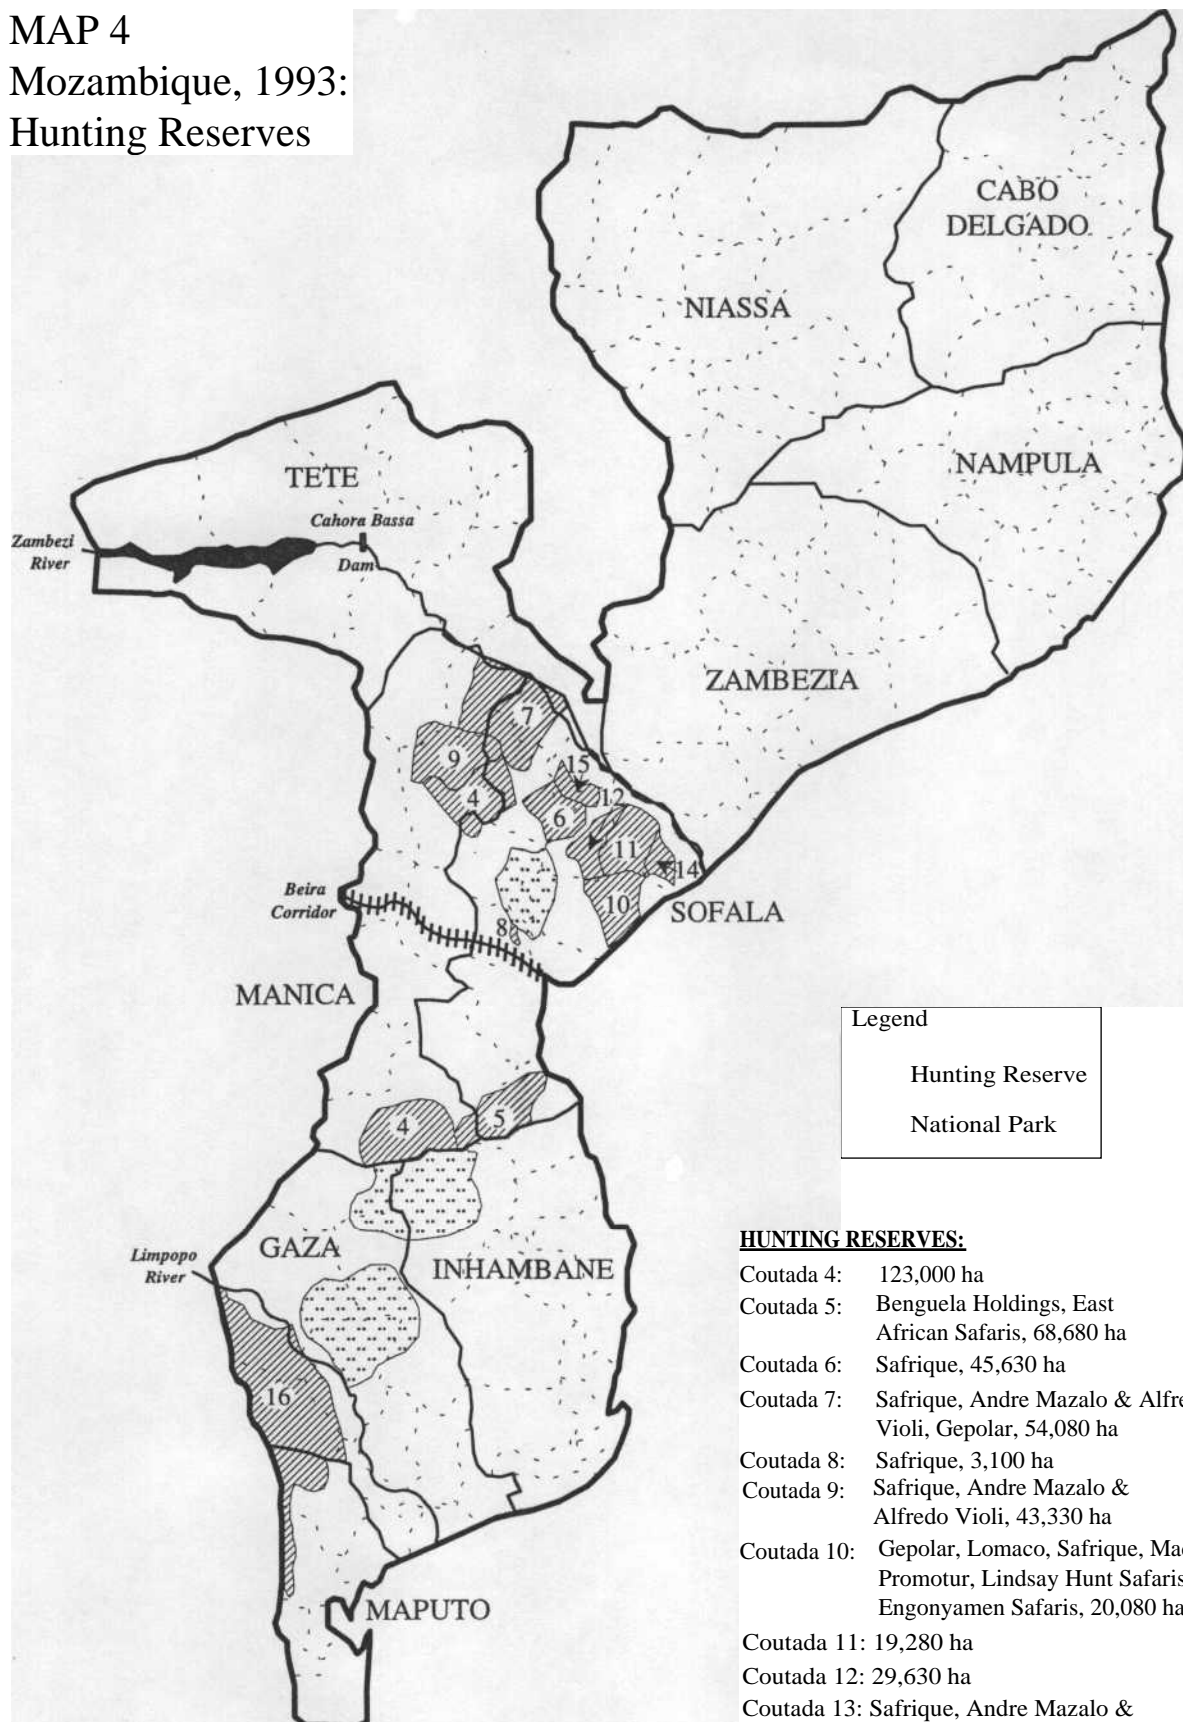 MAP 4
Mozambique, 1993:
Hunting Reserves
CABO
DELGADO
NIASSA
NAMPULA
TETE
Cahora Bassa
Dam
Zambezi
River
ZAMBEZIA
7
9
4
15
12
6
11
14
10
8
SOFALA
Beira
Corridor
MANICA
4
5
GAZA
INHAMBANE
Limpopo
River
16
MAPUTO
Legend
Hunting Reserve
National Park
HUNTING RESERVES:
Coutada 4: 123,000 ha
Coutada 5: Benguela Holdings, East
African Safaris, 68,680 ha
Coutada 6: Safrique, 45,630 ha
Coutada 7: Safrique, Andre Mazalo & Alfre
Violi, Gepolar, 54,080 ha
Coutada 8: Safrique, 3,100 ha
Coutada 9: Safrique, Andre Mazalo &
Alfredo Violi, 43,330 ha
Coutada 10: Gepolar, Lomaco, Safrique,
Promotur, Lindsay Hunt Safaris
Engonyamen Safaris, 20,080 ha
Coutada 11: 19,280 ha
Coutada 12: 29,630 ha
Coutada 13: Safrique, Andre Mazalo &